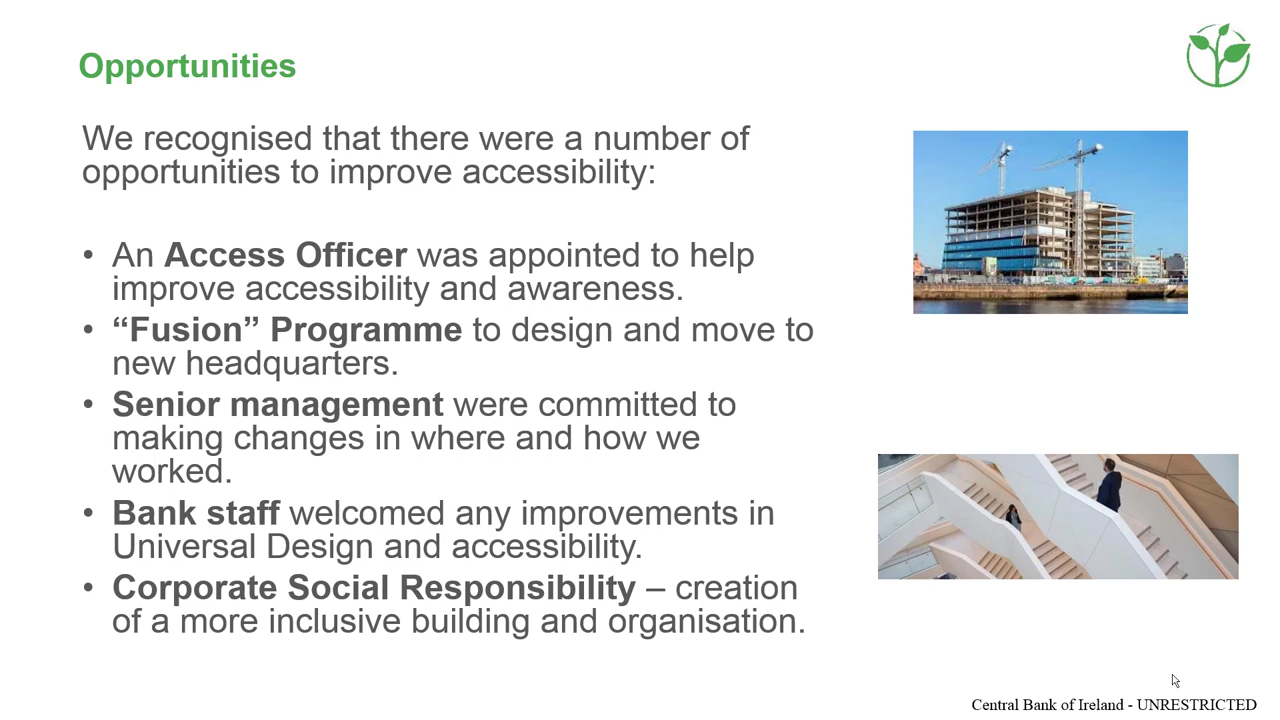 Opportunities
We recognised that there were a number of
opportunities to improve accessibility:
• An Access Officer was appointed to help
improve accessibility and awareness.
• “Fusion” Programme to design and move to
new headquarters.
• Senior management were committed to
making changes in where and how we
worked.
• Bank staff welcomed any improvements in
Universal Design and accessibility.
• Corporate Social Responsibility – creation
of a more inclusive building and organisation.
Central Bank of Ireland - UNRESTRICTED